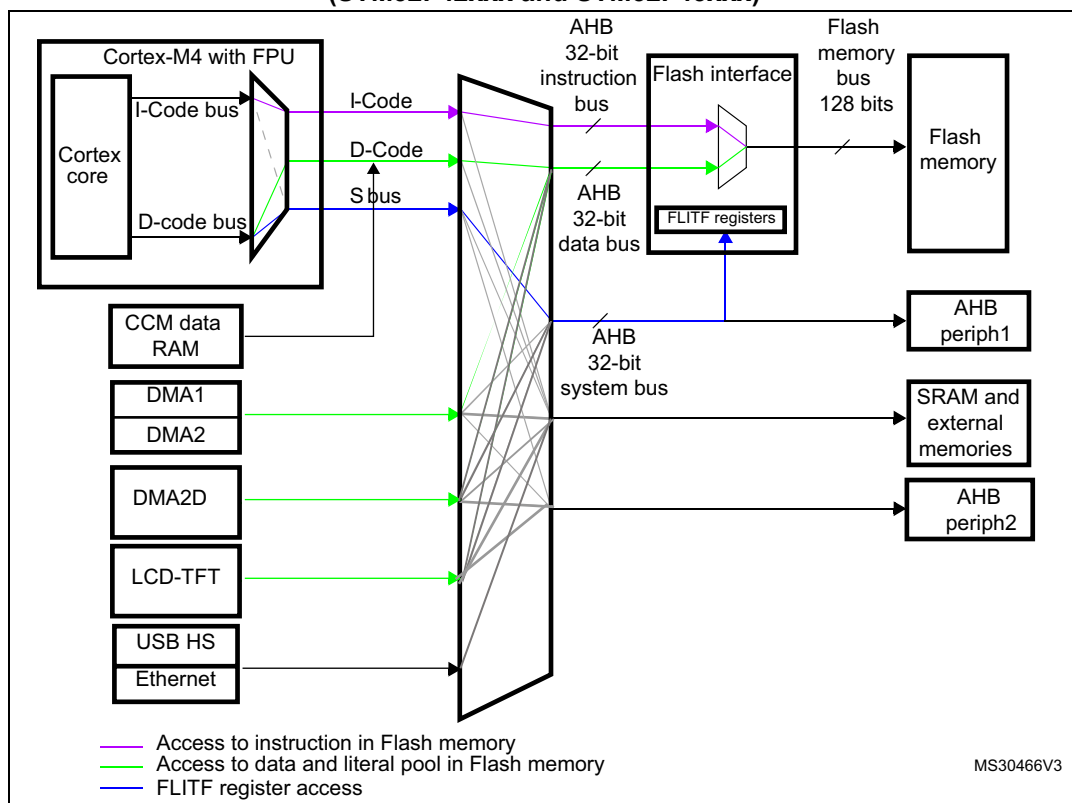 (STM32F42xxx and STM32F43xxx)
Cortex-M4 with FPU
I-Code bus
Cortex
core
D-code bus
I-Code
D-Code
S bus
AHB
32-bit
instruction
bus
Flash interface
Flash
memory
bus
128 bits
Flash
memory
AHB
32-bit
data bus
FLITF registers
CCM data
RAM
AHB
32-bit
system bus
AHB
periph1
DMA1
DMA2
SRAM and
external
memories
DMA2D
AHB
periph2
LCD-TFT
USB HS
Ethernet
Access to instruction in Flash memory
Access to data and literal pool in Flash memory
FLITF register access
MS30466V3